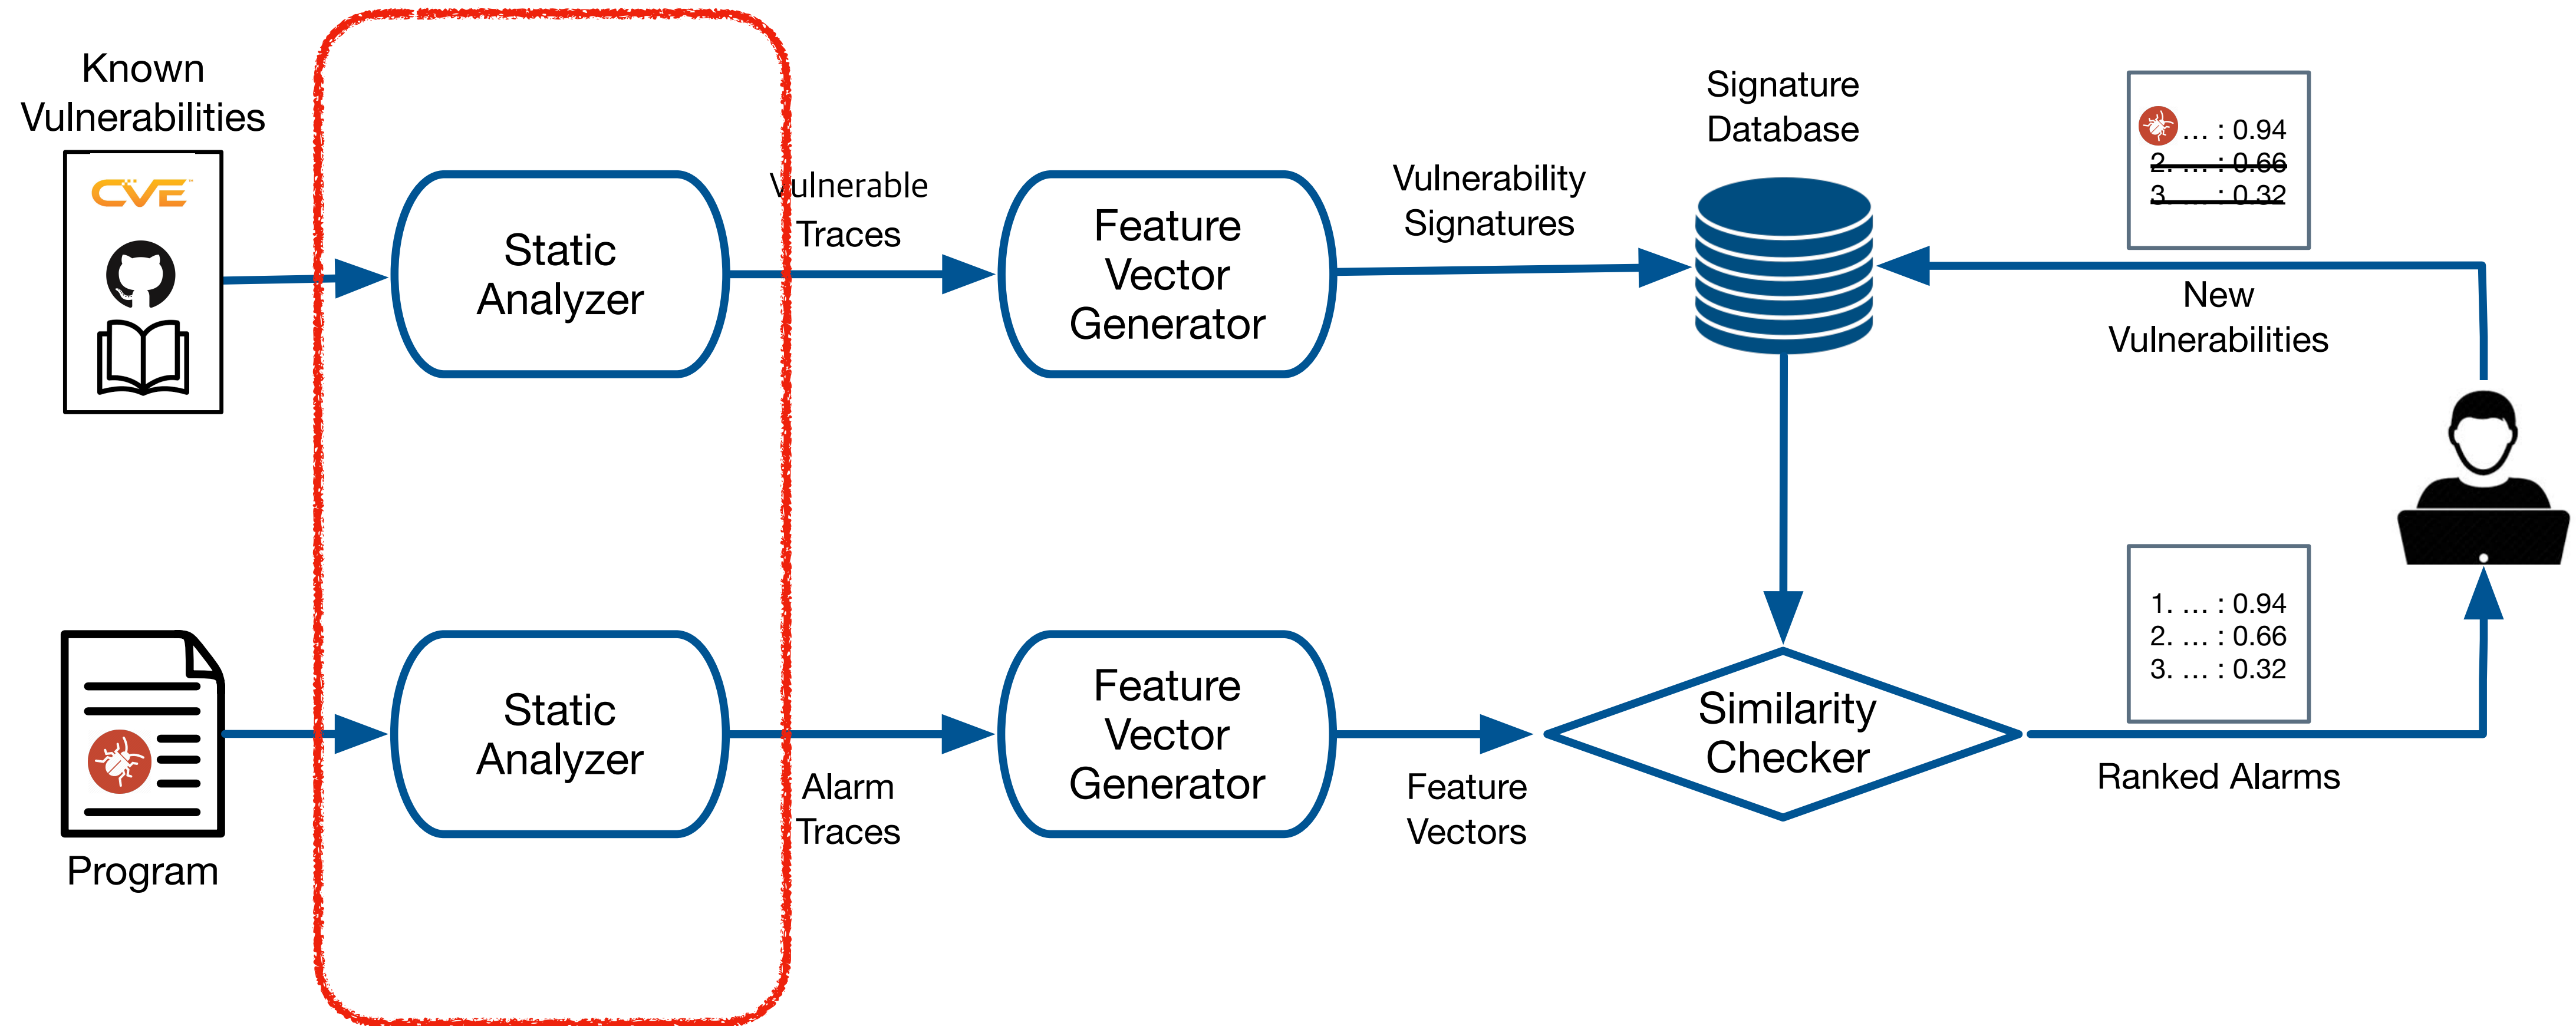 Known
Vulnerabilities
CVE
Static
Analyzer
Vulnerable
Traces
Feature
Vector
Generator
Vulnerability
Signatures
Signature
Database
... : 0.94
2. ... : 0.66
3. ... : 0.32
New
Vulnerabilities
Program
Static
Analyzer
Alarm
Traces
Feature
Vector
Generator
Feature
Vectors
Similarity
Checker
1. ... : 0.94
2. ... : 0.66
3. ... : 0.32
Ranked Alarms